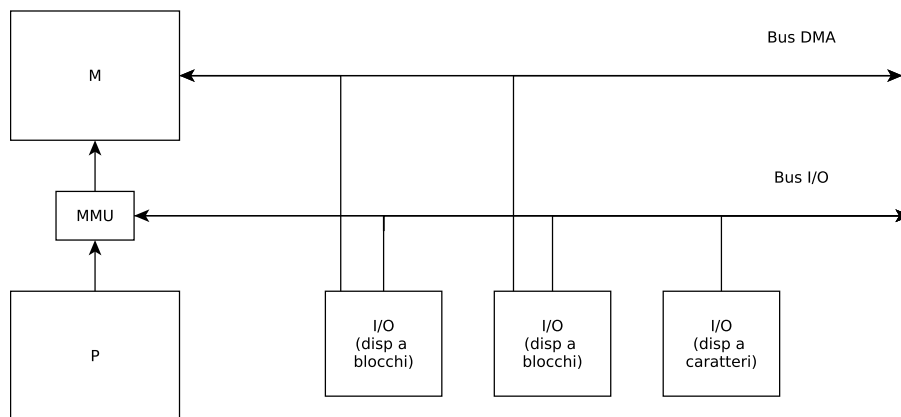 Bus DMA
M
Bus I/O
MMU
P
I/O
(disp a
blocchi)
I/O
(disp a
blocchi)
I/O
(disp a
caratteri)